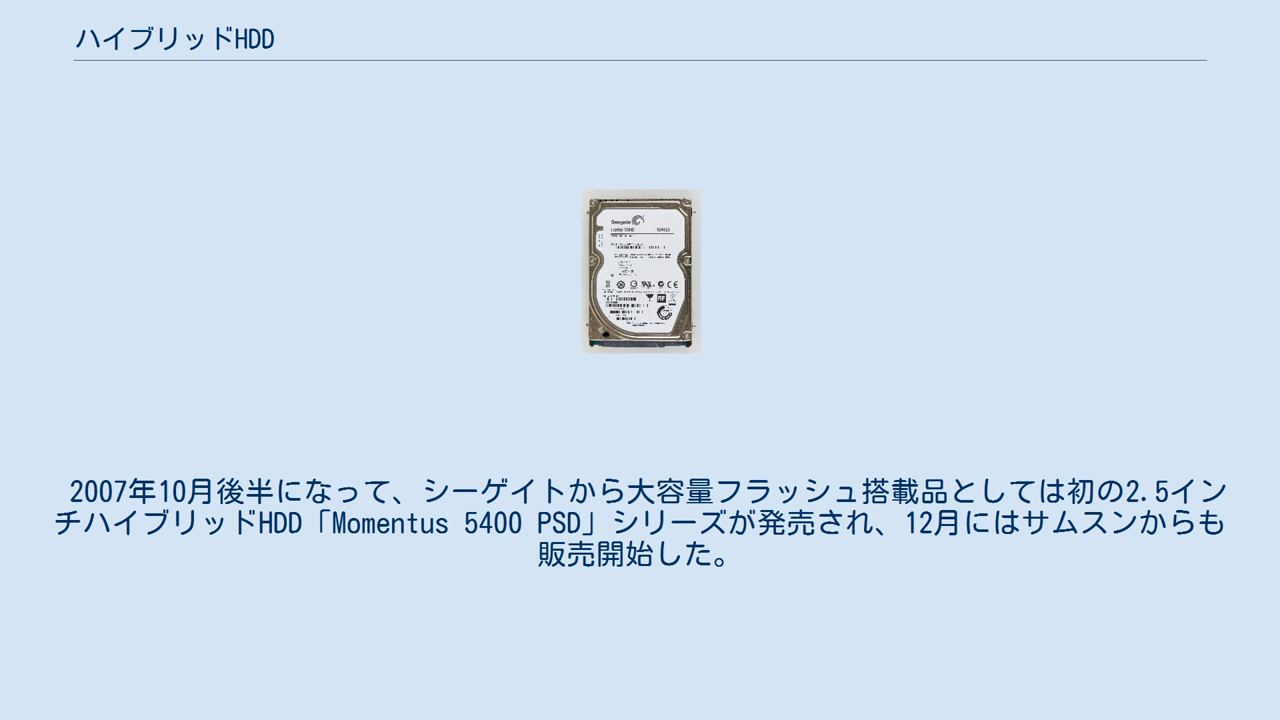 ハイブリッドHDD
Seagate
Laptop SSHD
2007年10月後半になって、シーゲイトから大容量フラッシュ搭載品としては初の2.5イン
チハイブリッドHDD「Momentus 5400 PSD」シリーズが発売され、12月にはサムスンからも
販売開始した。